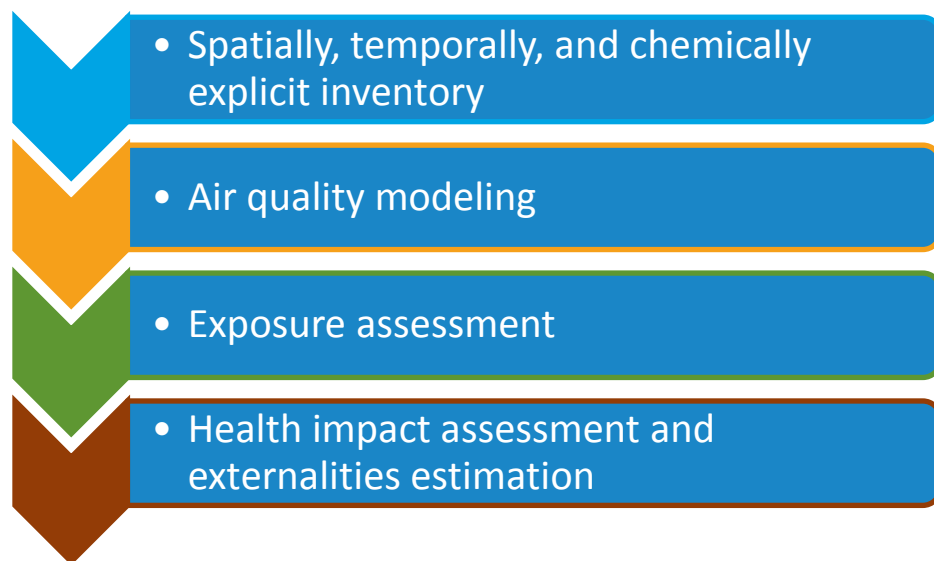 • Spatially, temporally, and chemically
explicit inventory
• Air quality modeling
• Exposure assessment
• Health impact assessment and
externalities estimation